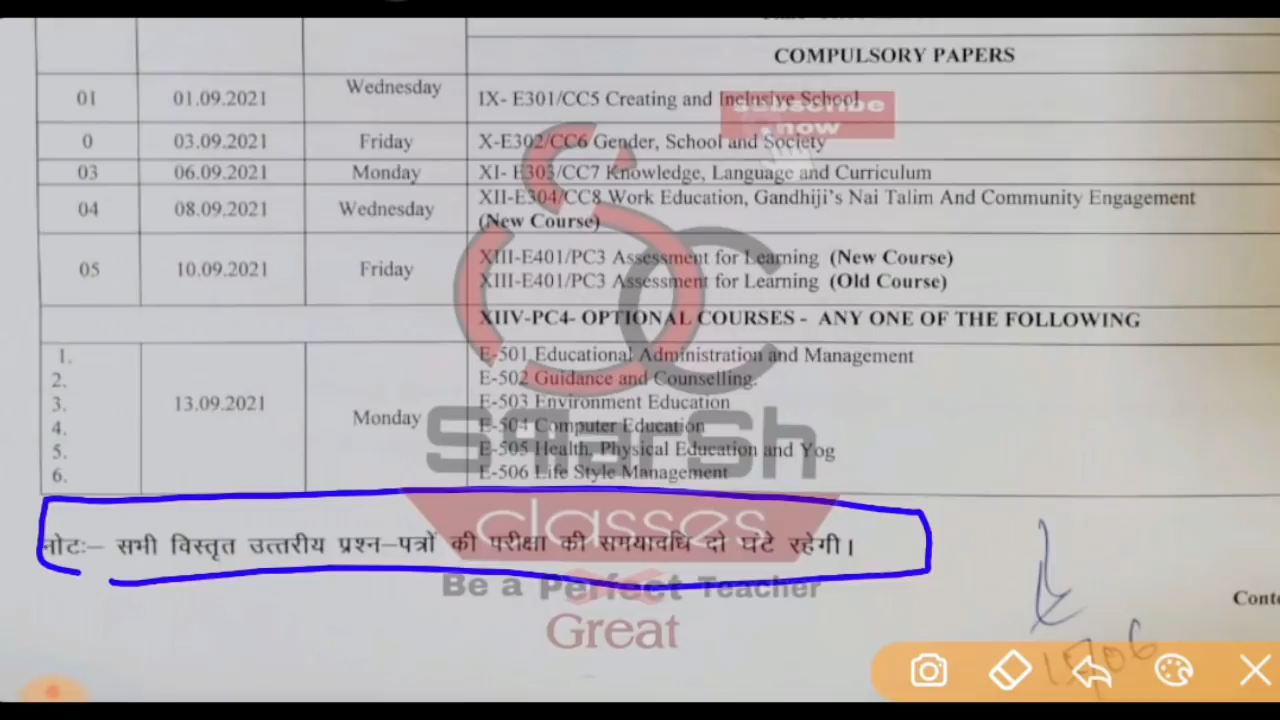 COMPULSORY PAPERS
01 01.09.2021 Wednesday IX- E301/CC5 Creating and Inclusive School
subscribe
now
0 03.09.2021 Friday X-E302/CC6 Gender, School and Society
03 06.09.2021 Monday XI- E303/CC7 Knowledge, Language and Curriculum
04 08.09.2021 Wednesday XII-E304/CC8 Work Education, Gandhiji's Nai Talim And Community Engagement
(New Course)
05 10.09.2021 Friday XIII-E401/PC3 Assessment for Learning (New Course)
XIII-E401/PC3 Assessment for Learning (Old Course)
XIIV-PC4- OPTIONAL COURSES - ANY ONE OF THE FOLLOWING
1. E-501 Educational Administration and Management
2. E-502 Guidance and Counselling.
3. 13.09.2021 Monday E-503 Environment Education
4. E-504 Computer Education
5. E-505 Health, Physical Education and Yog
6. E-506 Life Style Management
SparSh
classes
नोटः– सभी विस्तृत उत्तरीय प्रश्न–पत्रों की परीक्षा की समयावधि दो घंटे रहेगी।
Be a Perfect Teacher
Great